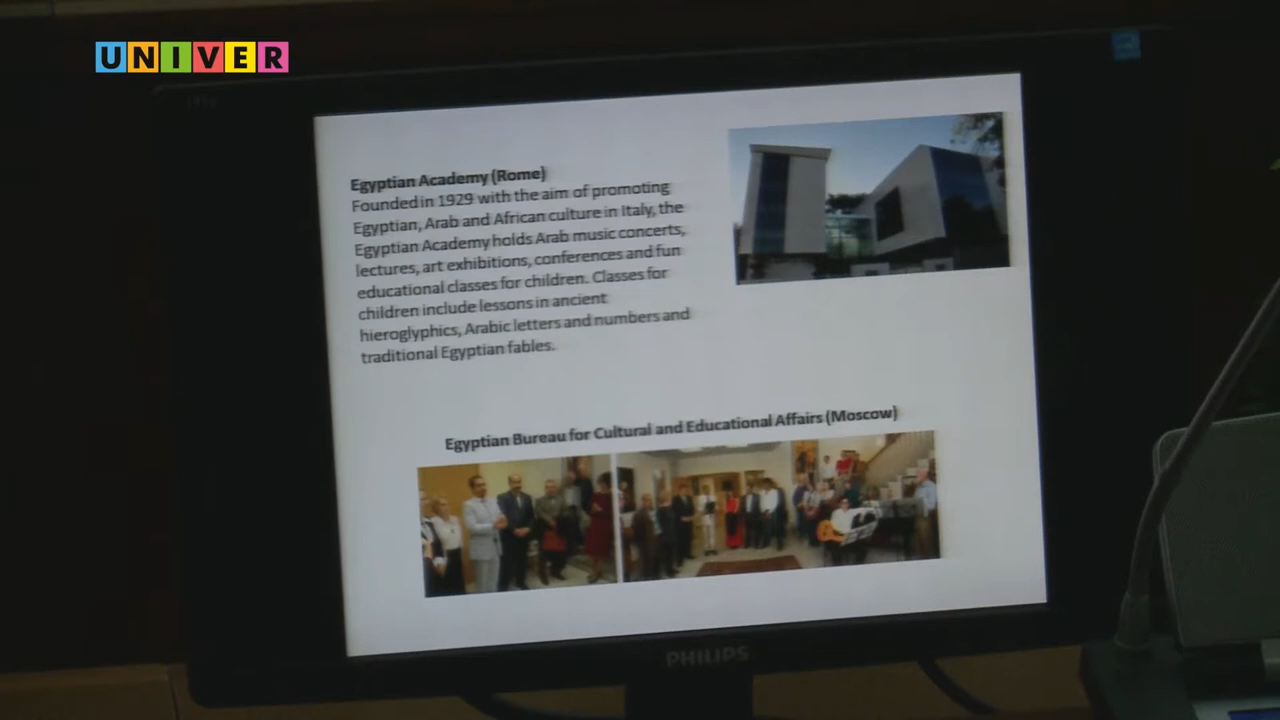 UNIVER
Egyptian Academy (Rome)
Founded in 1929 with the aim of promoting
Egyptian, Arab and African culture in Italy, the
Egyptian Academy holds Arab music concerts,
lectures, art exhibitions, conferences and fun
educational classes for children. Classes for
children include lessons in ancient
hieroglyphics, Arabic letters and numbers and
traditional Egyptian fables.
Egyptian Bureau for Cultural and Educational Affairs (Moscow)
PHILIPS